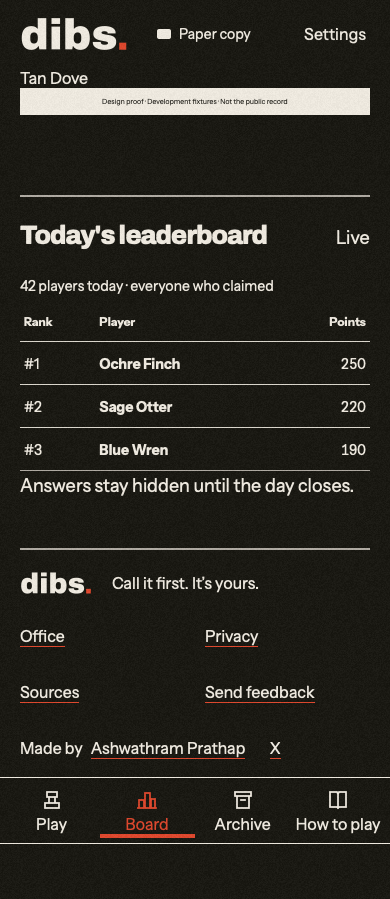 dibs.
Paper copy
Settings
Tan Dove
Design proof · Development fixtures · Not the public record
Today's leaderboard
Live
42 players today · everyone who claimed
Rank Player Points
#1 Ochre Finch 250
#2 Sage Otter 220
#3 Blue Wren 190
Answers stay hidden until the day closes.
dibs. Call it first. It's yours.
Office Privacy
Sources Send feedback
Made by Ashwathram Prathap X
Play Board Archive How to play